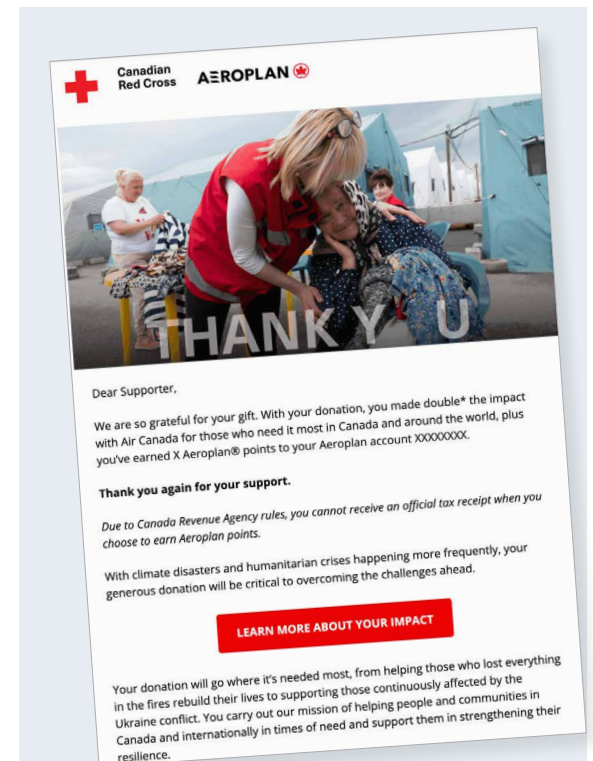 Canadian
Red Cross
AEROPLAN
THANK Y U
Dear Supporter,
We are so grateful for your gift. With your donation, you made double* the impact
with Air Canada for those who need it most in Canada and around the world, plus
you've earned X Aeroplan® points to your Aeroplan account XXXXXXXX.
Thank you again for your support.
Due to Canada Revenue Agency rules, you cannot receive an official tax receipt when you
choose to earn Aeroplan points.
With climate disasters and humanitarian crises happening more frequently, your
generous donation will be critical to overcoming the challenges ahead.
LEARN MORE ABOUT YOUR IMPACT
Your donation will go where it's needed most, from helping those who lost everything
in the fires rebuild their lives to supporting those continuously affected by the
Ukraine conflict. You carry out our mission of helping people and communities in
Canada and internationally in times of need and support them in strengthening their
resilience.